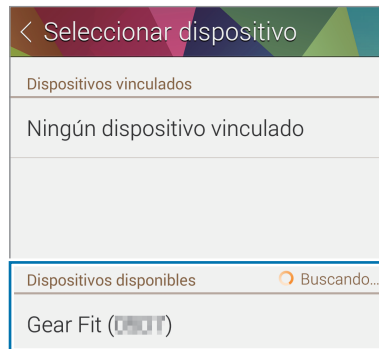 < Seleccionar dispositivo
Dispositivos vinculados
Ningún dispositivo vinculado
Dispositivos disponibles Buscando...
Gear Fit ( )